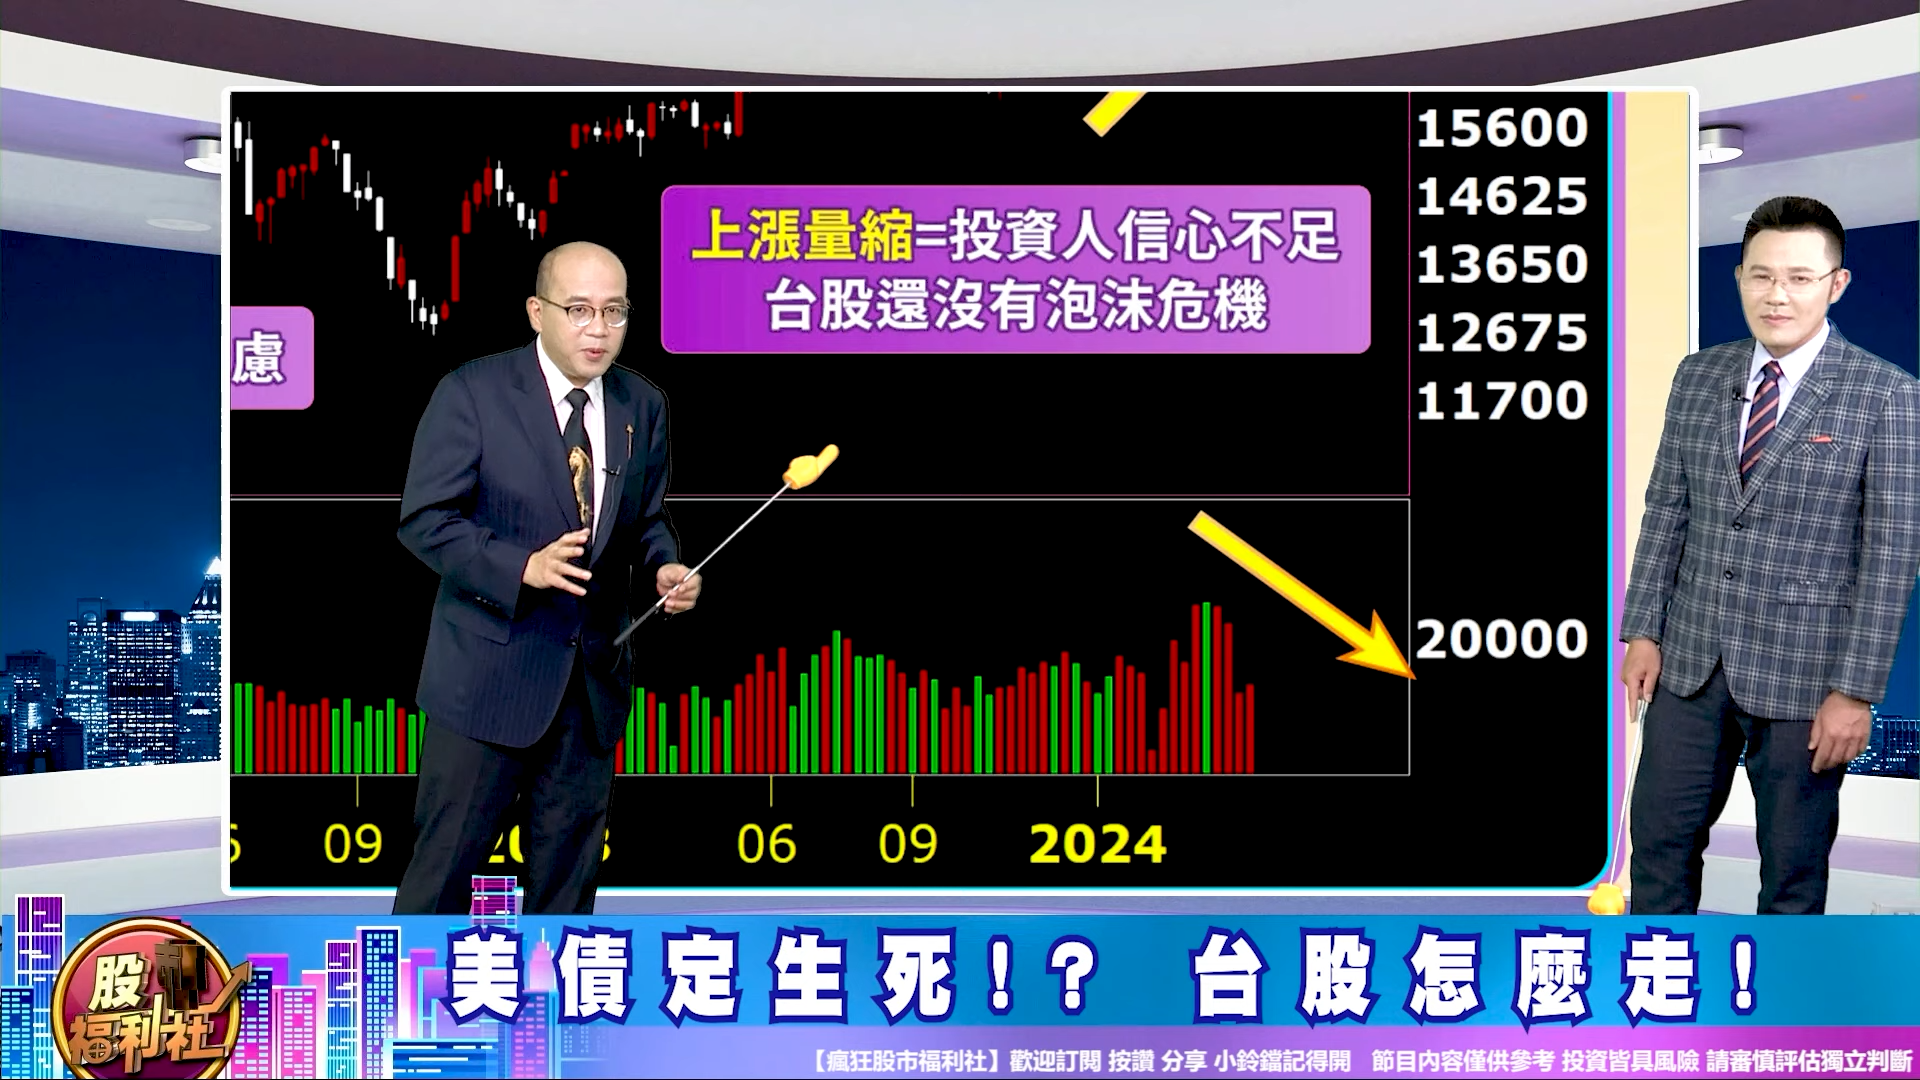 15600
14625
13650
12675
11700
上漲量縮=投資人信心不足
台股還沒有泡沫危機
慮
20000
09
06
09
2024
美債定生死!? 台股怎麼走!
股利
福利社
【瘋狂股市福利社】歡迎訂閱 按讚 分享 小鈴鐺記得開 節目內容僅供參考 投資皆具風險 請審慎評估獨立判斷